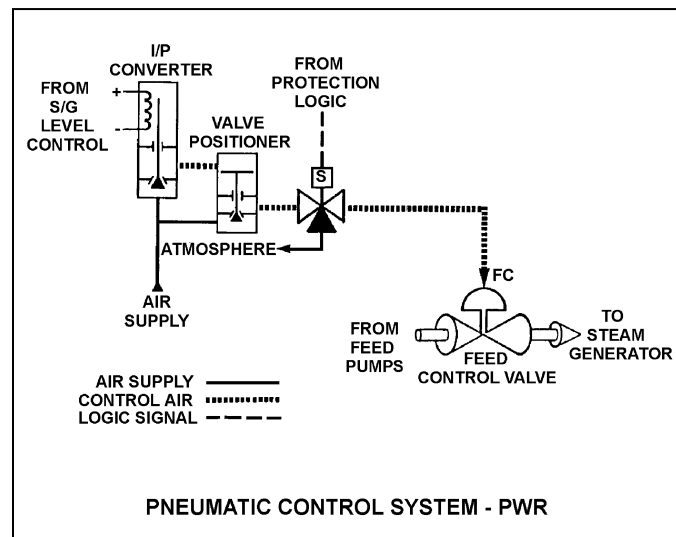 I/P
CONVERTER
FROM
S/G
LEVEL
CONTROL
+
-
VALVE
POSITIONER
FROM
PROTECTION
LOGIC
S
ATMOSPHERE
AIR
SUPPLY
FC
FROM
FEED
PUMPS
FEED
CONTROL VALVE
TO
STEAM
GENERATOR
AIR SUPPLY
CONTROL AIR
LOGIC SIGNAL
PNEUMATIC CONTROL SYSTEM - PWR